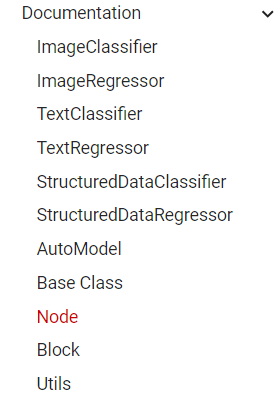 Documentation
ImageClassifier
ImageRegressor
TextClassifier
TextRegressor
StructuredDataClassifier
StructuredDataRegressor
AutoModel
Base Class
Node
Block
Utils